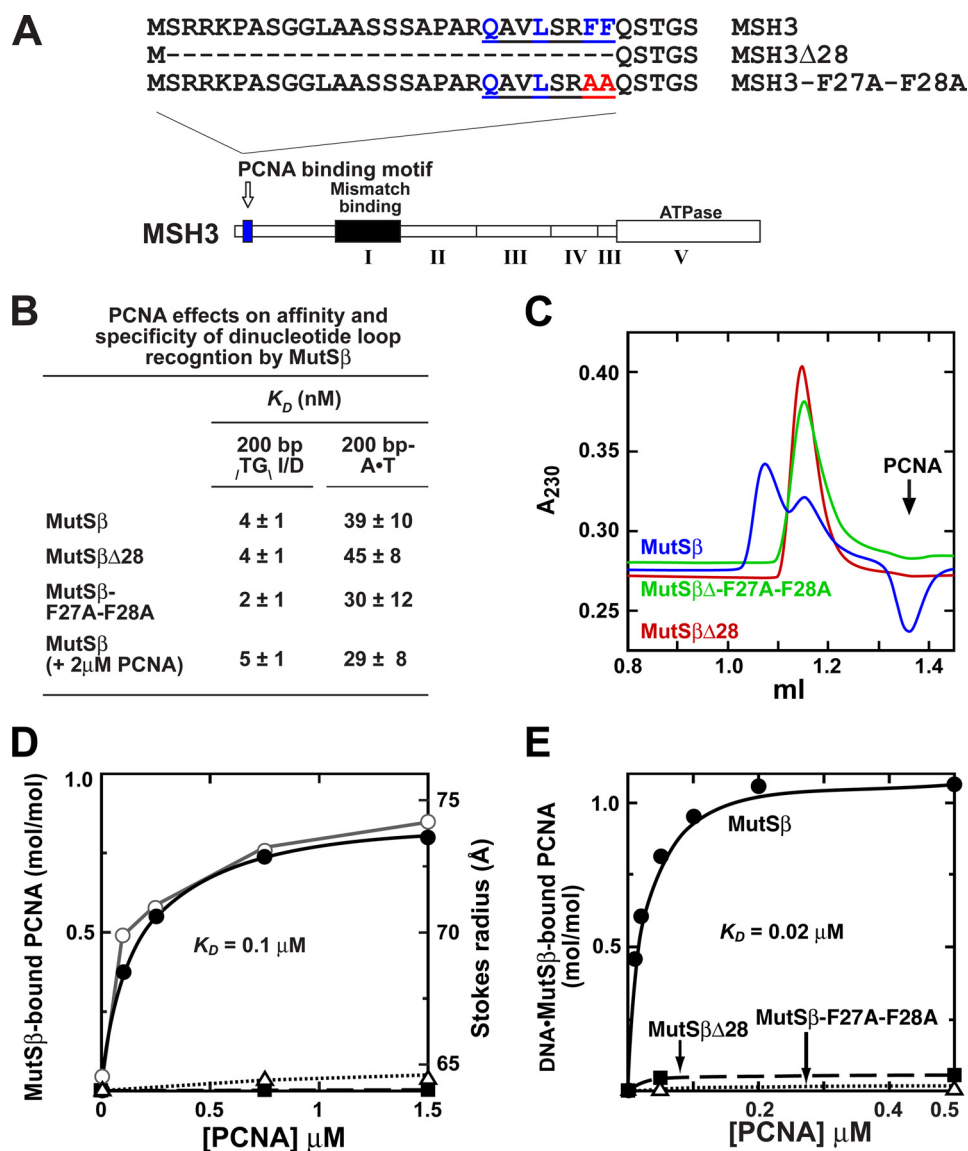 A
MSRRKPASGGLAASSSAPARQAVLSRFFQSTGS MSH3
M---------------------------QSTGS MSH3Δ28
MSRRKPASGGLAASSSAPARQAVLSRAAQSTGS MSH3-F27A-F28A
PCNA binding motif
Mismatch
binding
ATPase
MSH3
I II III IV III V
B
PCNA effects on affinity and
specificity of dinucleotide loop
recogntion by MutSβ
K_D (nM)
200 bp 200 bp-
/TG\ I/D A•T
MutSβ 4 ± 1 39 ± 10
MutSβΔ28 4 ± 1 45 ± 8
MutSβ-
F27A-F28A 2 ± 1 30 ± 12
MutSβ
(+ 2μM PCNA) 5 ± 1 29 ± 8
C
0.40
0.35
0.30
0.25
A230
PCNA
MutSβ
MutSβΔ-F27A-F28A
MutSβΔ28
0.8 1.0 1.2 1.4
ml
D
1.0
0.5
0
MutSβ-bound PCNA (mol/mol)
75
70
65
Stokes radius (Å)
K_D = 0.1 μM
0 0.5 1.0 1.5
[PCNA] μM
E
1.0
0.5
0
DNA•MutSβ-bound PCNA
(mol/mol)
MutSβ
K_D = 0.02 μM
MutSβ-F27A-F28A
MutSβΔ28
0.2 0.4 0.5
[PCNA] μM